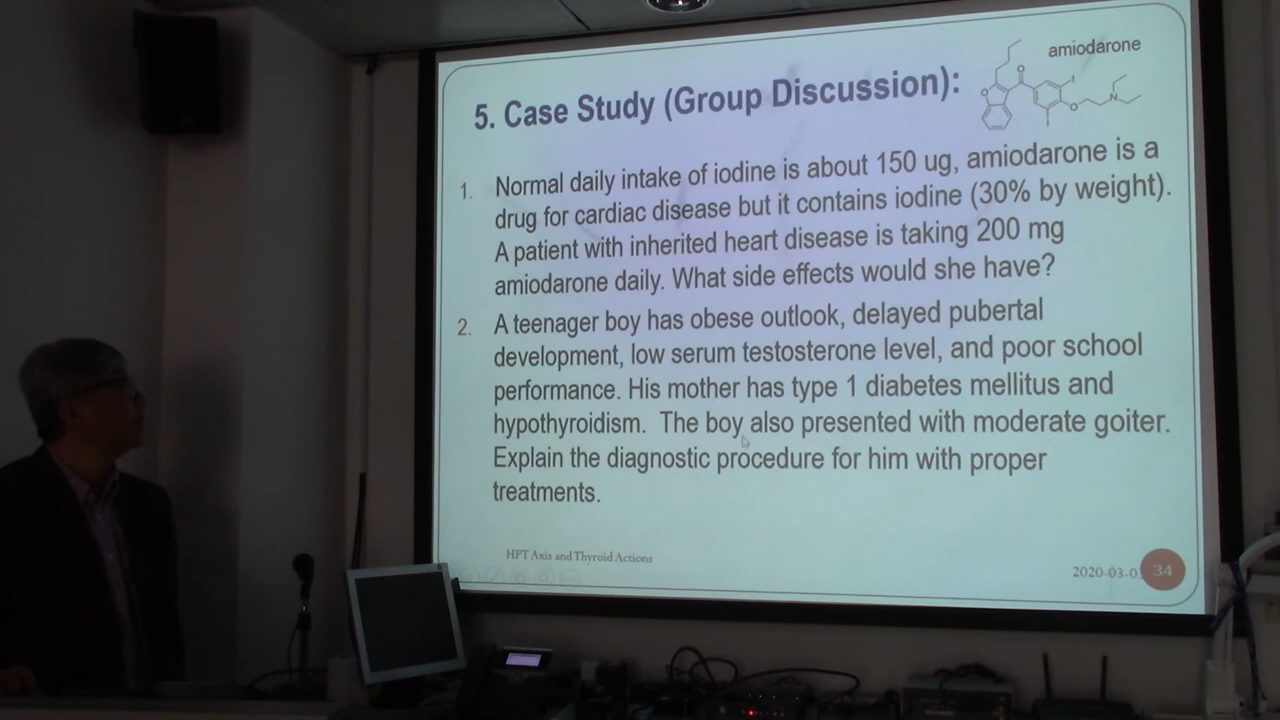 amiodarone
5. Case Study (Group Discussion):
1. Normal daily intake of iodine is about 150 ug, amiodarone is a
drug for cardiac disease but it contains iodine (30% by weight).
A patient with inherited heart disease is taking 200 mg
amiodarone daily. What side effects would she have?
2. A teenager boy has obese outlook, delayed pubertal
development, low serum testosterone level, and poor school
performance. His mother has type 1 diabetes mellitus and
hypothyroidism. The boy also presented with moderate goiter.
Explain the diagnostic procedure for him with proper
treatments.
HPT Axis and Thyroid Actions
34